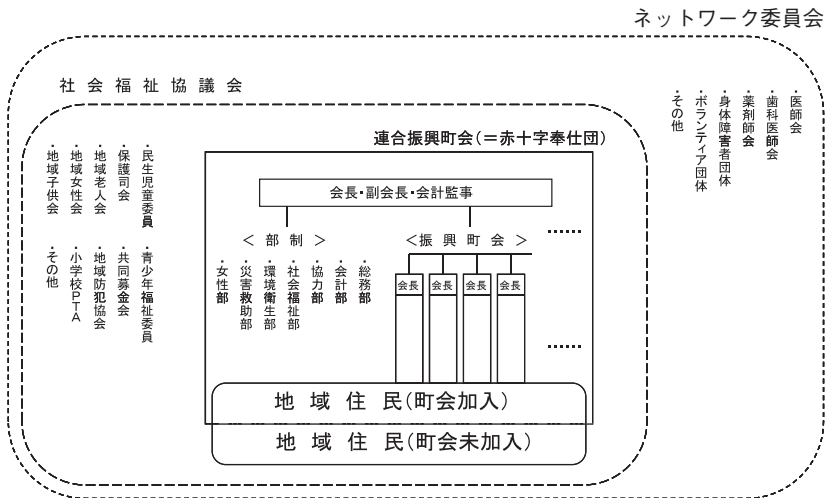 ネットワーク委員会
社会福祉協議会
・医師会
・歯科医師会
・薬剤師会
・身体障害者団体
・ボランティア団体
・その他
連合振興町会(＝赤十字奉仕団)
・民生児童委員
・保護司会
・地域老人会
・地域女性会
・地域子供会
・青少年福祉委員
・共同募金会
・地域防犯協会
・小学校PTA
・その他
会長・副会長・会計監事
＜部制＞
＜振興町会＞
・総務部
・会計部
・協力部
・社会福祉部
・環境衛生部
・災害救助部
・女性部
会長
会長
会長
会長
地域住民(町会加入)
地域住民(町会未加入)